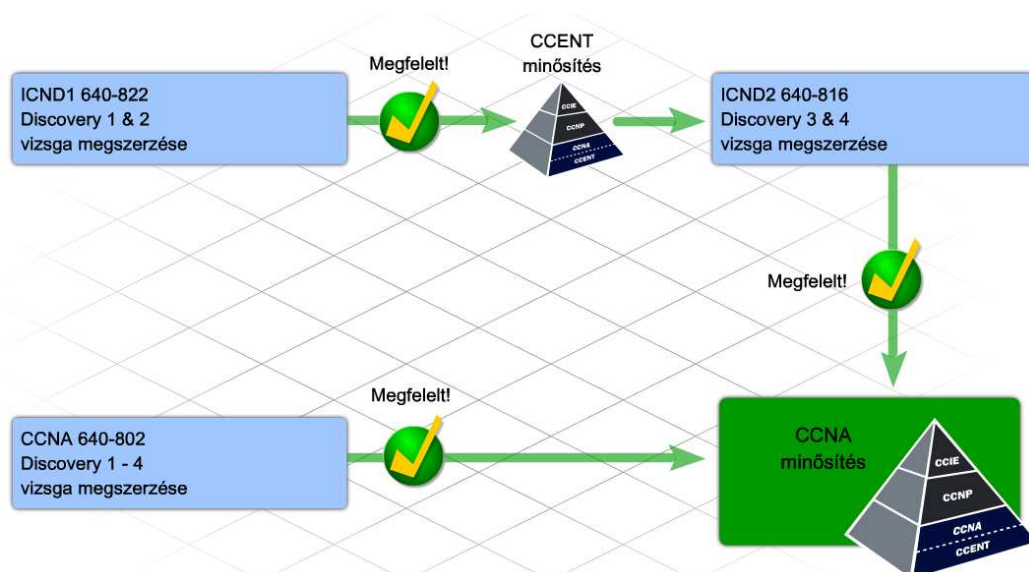 ICND1 640-822
Discovery 1 & 2
vizsga megszerzése
Megfelelt!
CCENT
minősítés
CCIE
CCNP
CCNA
CCENT
ICND2 640-816
Discovery 3 & 4
vizsga megszerzése
Megfelelt!
CCNA 640-802
Discovery 1 - 4
vizsga megszerzése
Megfelelt!
CCNA
minősítés
CCIE
CCNP
CCNA
CCENT